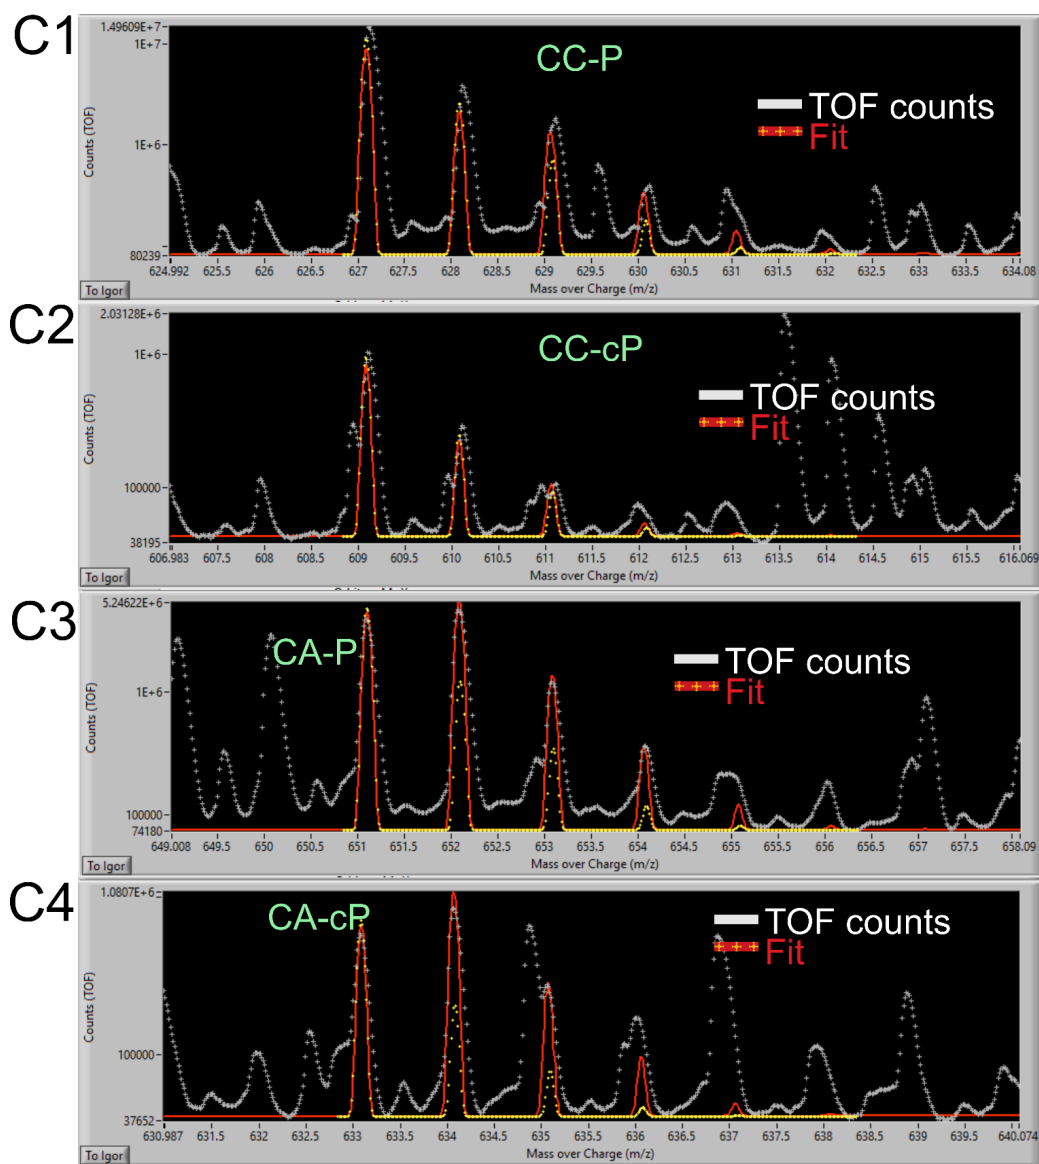 C1
1.49609E+7
1E+7
1E+6
80239
Counts (TOF)
CC-P
TOF counts
Fit
624.992 625.5 626 626.5 627 627.5 628 628.5 629 629.5 630 630.5 631 631.5 632 632.5 633 633.5 634.08
To Igor
Mass over Charge (m/z)
C2
2.03128E+6
1E+6
100000
38195
Counts (TOF)
CC-cP
TOF counts
Fit
606.983 607.5 608 608.5 609 609.5 610 610.5 611 611.5 612 612.5 613 613.5 614 614.5 615 615.5 616.069
To Igor
Mass over Charge (m/z)
C3
5.24622E+6
1E+6
100000
74180
Counts (TOF)
CA-P
TOF counts
Fit
649.008 649.5 650 650.5 651 651.5 652 652.5 653 653.5 654 654.5 655 655.5 656 656.5 657 657.5 658.09
To Igor
Mass over Charge (m/z)
C4
1.0807E+6
100000
37652
Counts (TOF)
CA-cP
TOF counts
Fit
630.987 631.5 632 632.5 633 633.5 634 634.5 635 635.5 636 636.5 637 637.5 638 638.5 639 639.5 640.074
To Igor
Mass over Charge (m/z)